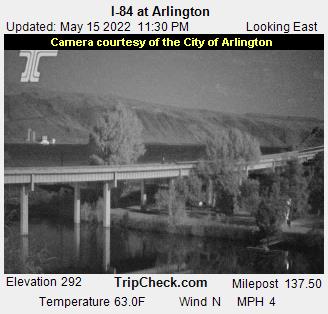 I-84 at Arlington
Updated: May 15 2022 11:30 PM Looking East
Camera courtesy of the City of Arlington
Elevation 292 TripCheck.com Milepost 137.50
Temperature 63.0F Wind N MPH 4